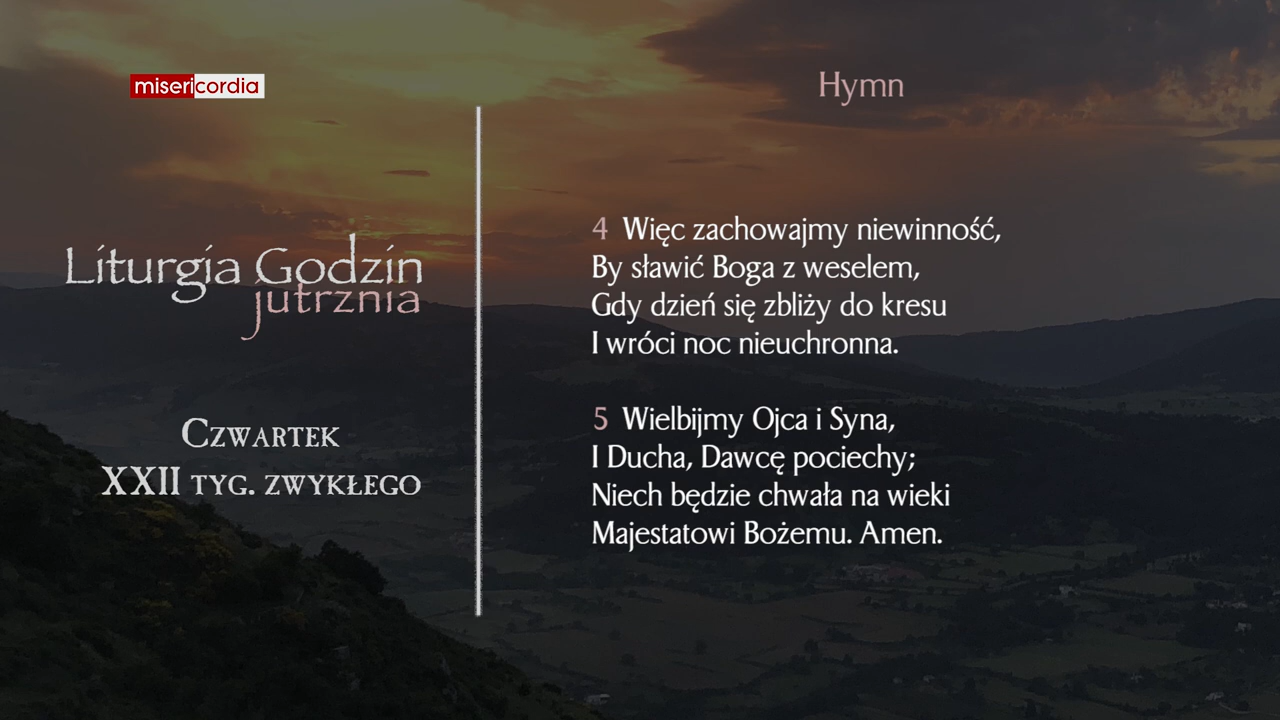 misericordia
Liturgia Godzin
jutrznia
Czwartek
XXII tyg. zwykłego
Hymn
4 Więc zachowajmy niewinność,
By sławić Boga z weselem,
Gdy dzień się zbliży do kresu
I wróci noc nieuchronna.
5 Wielbijmy Ojca i Syna,
I Ducha, Dawcę pociechy;
Niech będzie chwała na wieki
Majestatowi Bożemu. Amen.